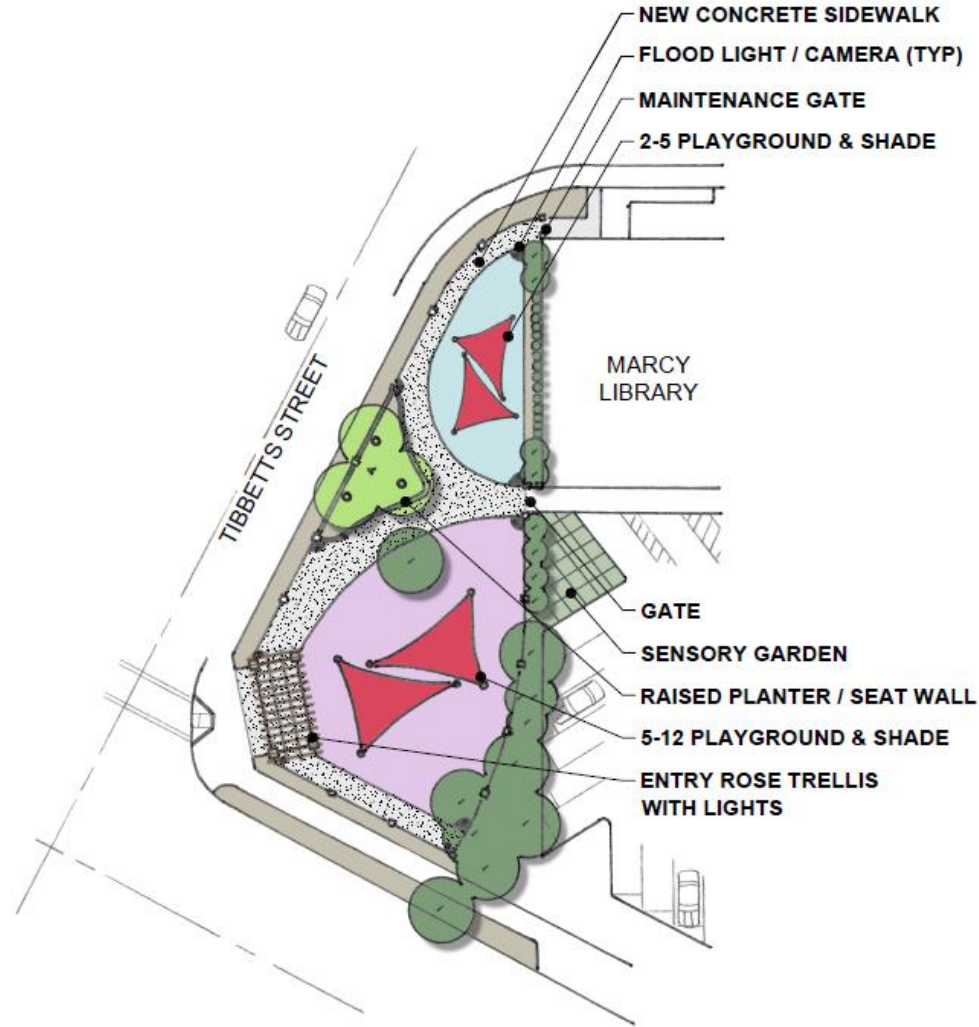 NEW CONCRETE SIDEWALK
FLOOD LIGHT / CAMERA (TYP)
MAINTENANCE GATE
2-5 PLAYGROUND & SHADE
MARCY
LIBRARY
TIBBETTS STREET
GATE
SENSORY GARDEN
RAISED PLANTER / SEAT WALL
5-12 PLAYGROUND & SHADE
ENTRY ROSE TRELLIS
WITH LIGHTS